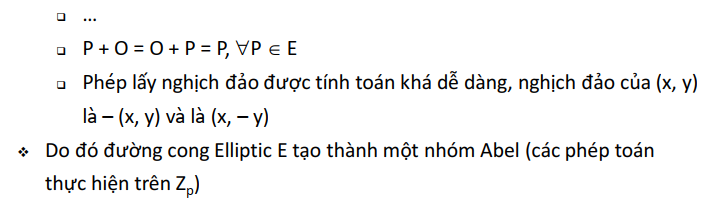 ❑ ...
❑ P + O = O + P = P, ∀P ∈ E
❑ Phép lấy nghịch đảo được tính toán khá dễ dàng, nghịch đảo của (x, y)
là – (x, y) và là (x, – y)
❖ Do đó đường cong Elliptic E tạo thành một nhóm Abel (các phép toán
thực hiện trên Zₚ)